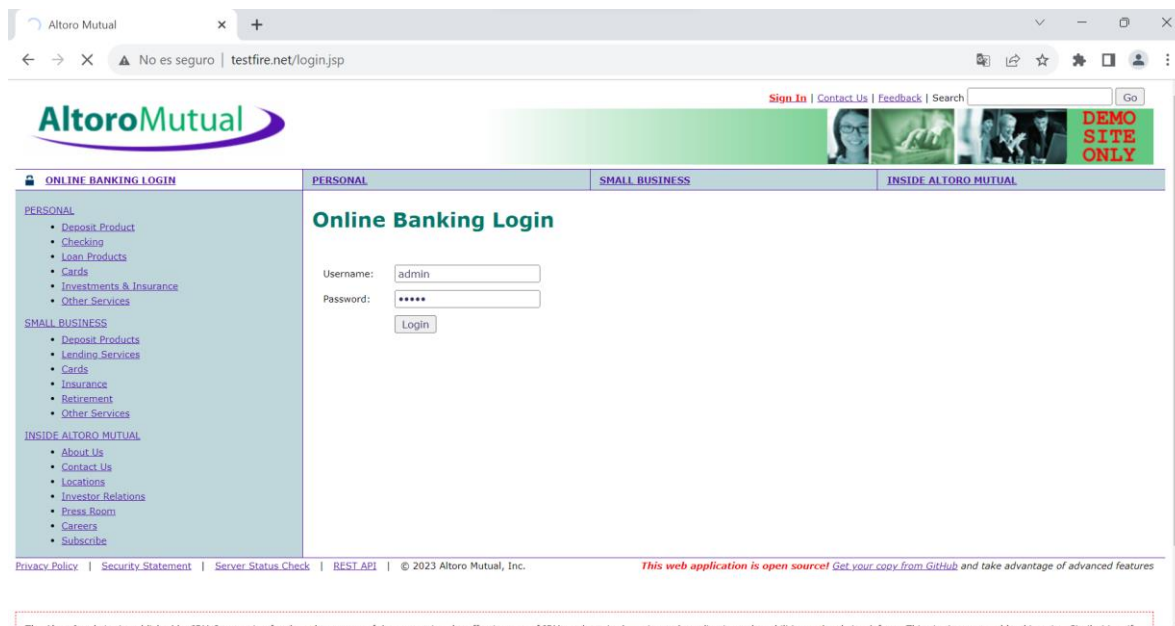 Altoro Mutual
No es seguro | testfire.net/login.jsp
Sign In | Contact Us | Feedback | Search
Go
AltoroMutual
DEMO
SITE
ONLY
ONLINE BANKING LOGIN
PERSONAL
SMALL BUSINESS
INSIDE ALTORO MUTUAL
PERSONAL
Deposit Product
Checking
Loan Products
Cards
Investments & Insurance
Other Services
SMALL BUSINESS
Deposit Products
Lending Services
Cards
Insurance
Retirement
Other Services
INSIDE ALTORO MUTUAL
About Us
Contact Us
Locations
Investor Relations
Press Room
Careers
Subscribe
Online Banking Login
Username: admin
Password: •••••
Login
Privacy Policy | Security Statement | Server Status Check | REST API | © 2023 Altoro Mutual, Inc.
This web application is open source! Get your copy from GitHub and take advantage of advanced features